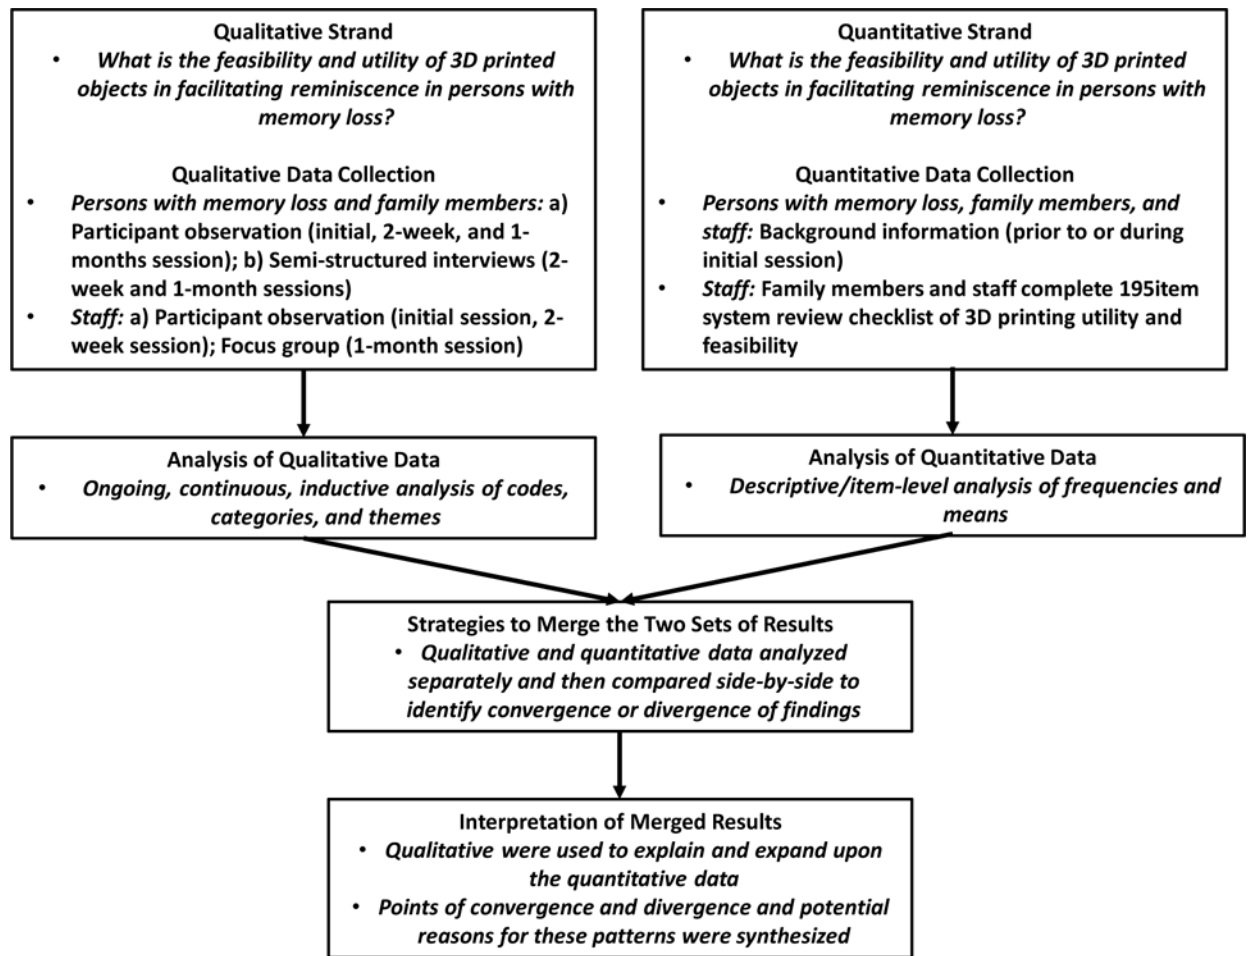 Qualitative Strand
• What is the feasibility and utility of 3D printed
objects in facilitating reminiscence in persons with
memory loss?
Qualitative Data Collection
• Persons with memory loss and family members: a)
Participant observation (initial, 2-
week, and 1-
months session); b) Semi-structured interviews (2-
week and 1-month sessions)
• Staff: a) Participant observation (initial session, 2-
week session); Focus group (1-month session)
Quantitative Strand
• What is the feasibility and utility of 3D printed
objects in facilitating reminiscence in persons with
memory loss?
Quantitative Data Collection
• Persons with memory loss, family members, and
staff: Background information (prior to or during
initial session)
• Staff: Family members and staff complete 195item
system review checklist of 3D printing utility and
feasibility
Analysis of Qualitative Data
• Ongoing, continuous, inductive analysis of codes,
categories, and themes
Analysis of Quantitative Data
• Descriptive/item-level analysis of frequencies and
means
Strategies to Merge the Two Sets of Results
• Qualitative and quantitative data analyzed
separately and then compared side-by-side to
identify convergence or divergence of findings
Interpretation of Merged Results
• Qualitative were used to explain and expand upon
the quantitative data
• Points of convergence and divergence and potential
reasons for these patterns were synthesized